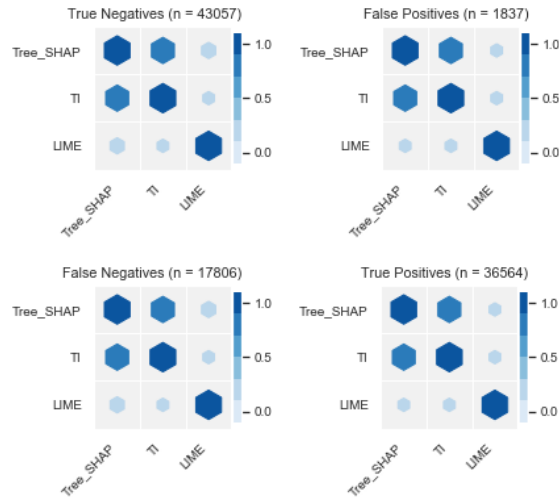 True Negatives (n = 43057)
Tree_SHAP
TI
LIME
Tree_SHAP
TI
LIME
1.0
0.5
0.0
False Positives (n = 1837)
Tree_SHAP
TI
LIME
Tree_SHAP
TI
LIME
1.0
0.5
0.0
False Negatives (n = 17806)
Tree_SHAP
TI
LIME
Tree_SHAP
TI
LIME
1.0
0.5
0.0
True Positives (n = 36564)
Tree_SHAP
TI
LIME
Tree_SHAP
TI
LIME
1.0
0.5
0.0